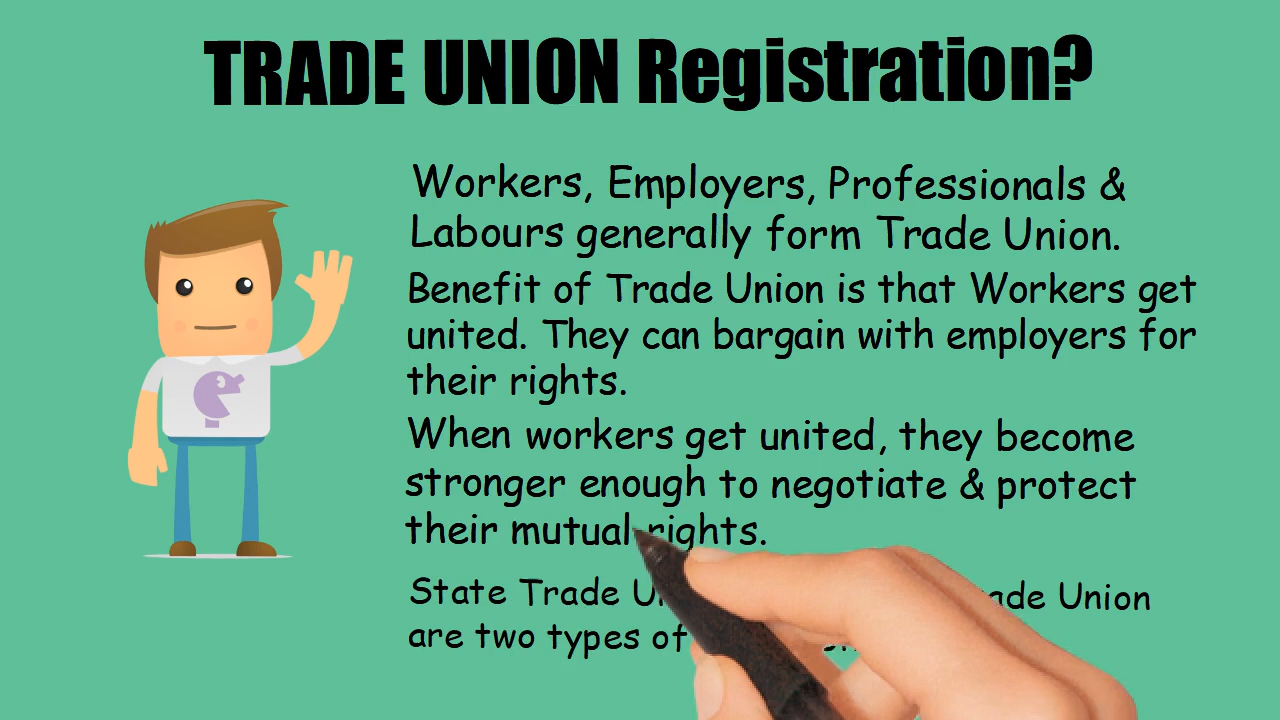 TRADE UNION Registration?
Workers, Employers, Professionals &
Labours generally form Trade Union.
Benefit of Trade Union is that Workers get
united. They can bargain with employers for
their rights.
When workers get united, they become
stronger enough to negotiate & protect
their mutual rights.
State Trade Union
are two types of